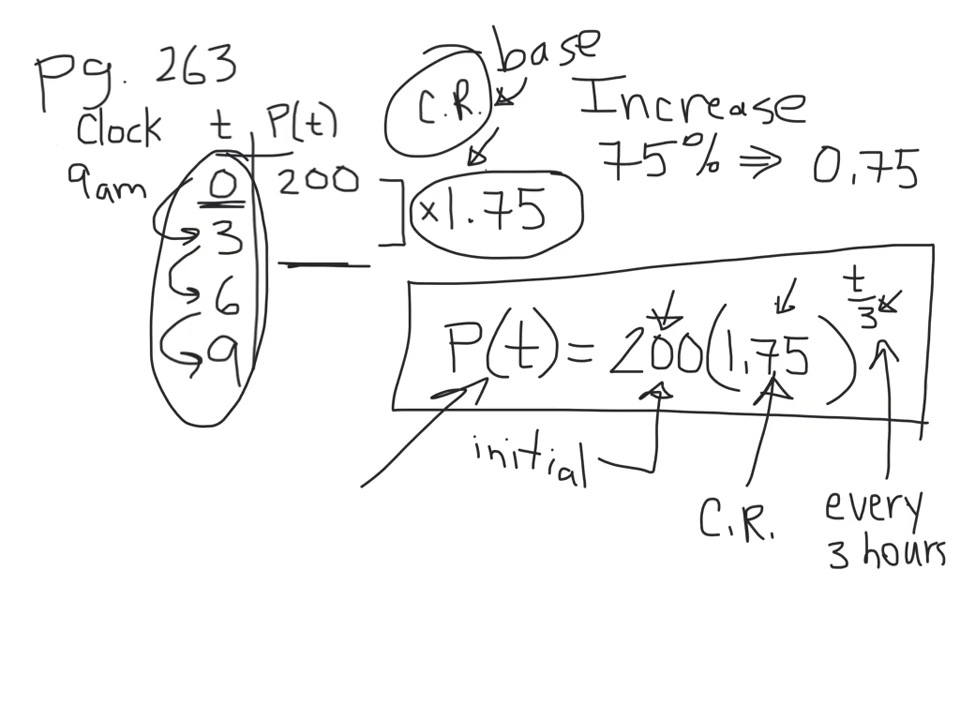 pg. 263
base
C.R.
Increase
75% ⇒ 0.75
Clock t P(t)
9am 0 200
×1.75
3
6
9
P(t) = 200(1.75)^(t/3)
initial
C.R.
every
3 hours